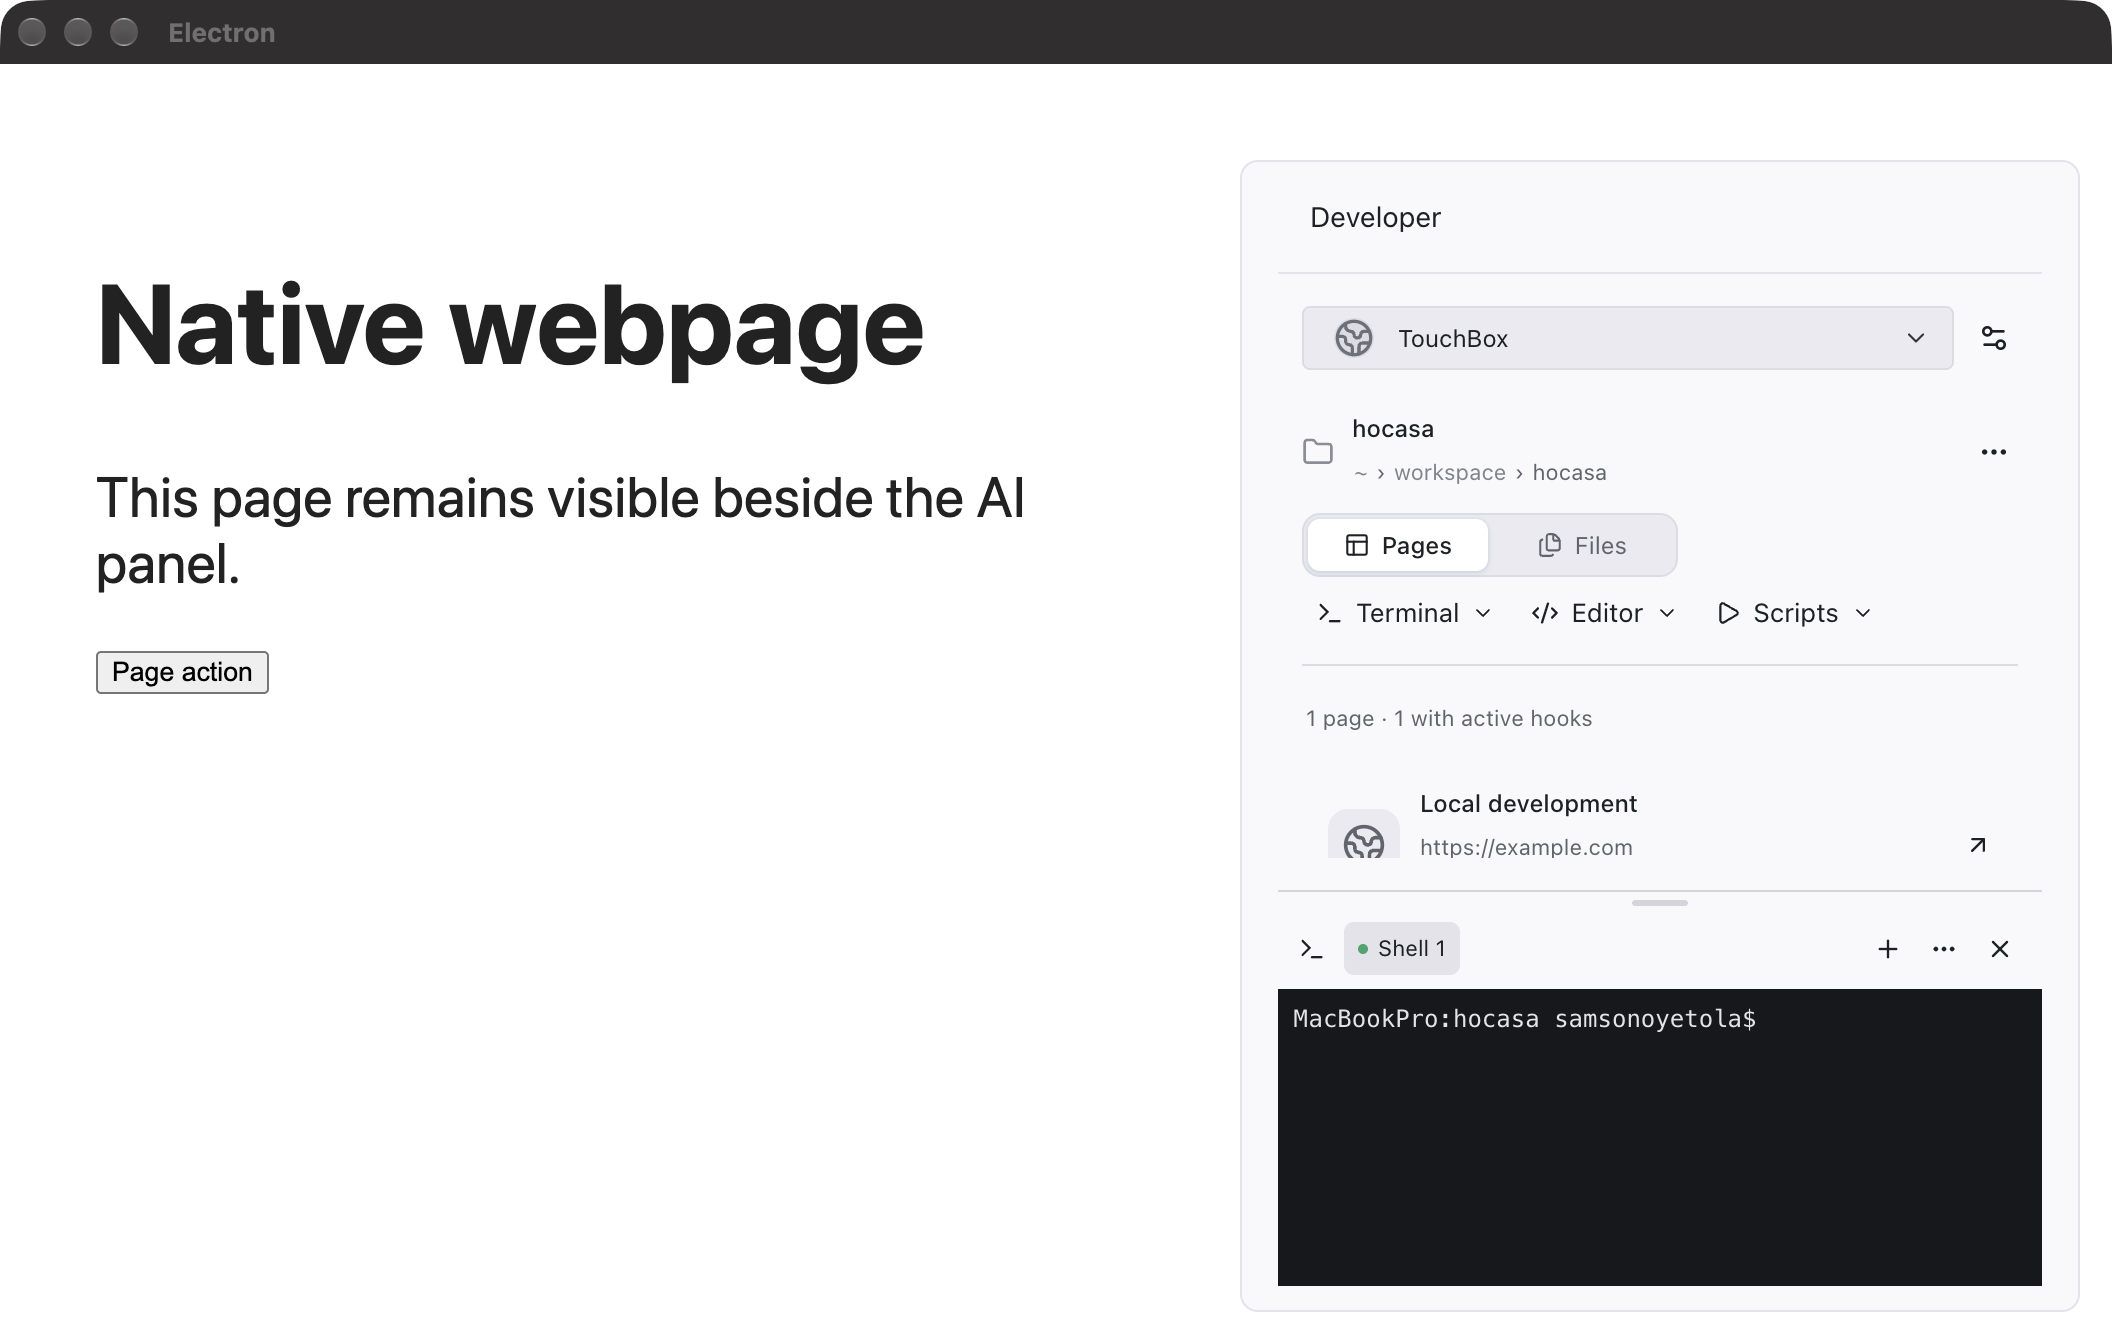 Electron
Native webpage
This page remains visible beside the AI
panel.
Page action
Developer
TouchBox
hocasa
~ › workspace › hocasa
Pages
Files
Terminal
Editor
Scripts
1 page · 1 with active hooks
Local development
https://example.com
Shell 1
MacBookPro:hocasa samsonoyetola$